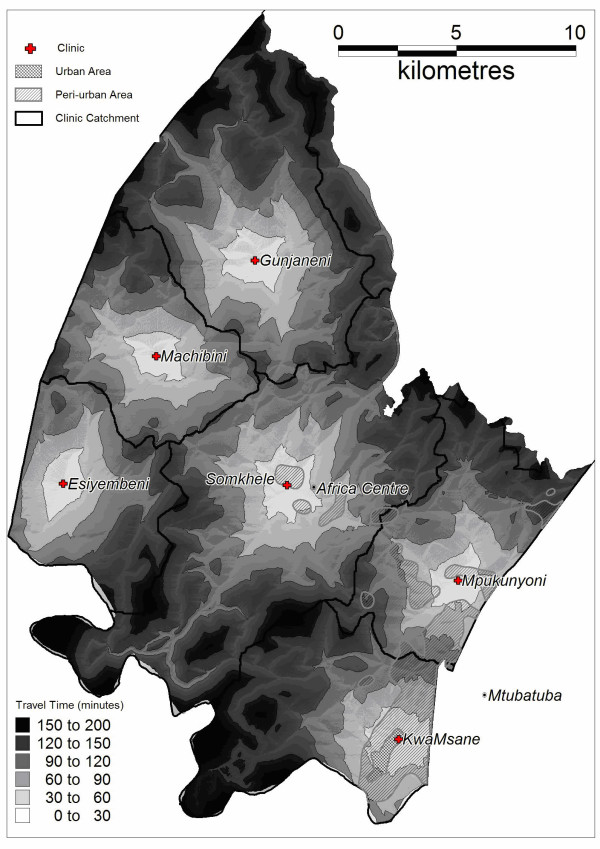 0 5 10
kilometres
Clinic
Urban Area
Peri-urban Area
Clinic Catchment
Gunjaneni
Machibini
Esiyembeni
Somkhele
Africa Centre
Mpukunyoni
Mtubatuba
KwaMsane
Travel Time (minutes)
150 to 200
120 to 150
90 to 120
60 to 90
30 to 60
0 to 30